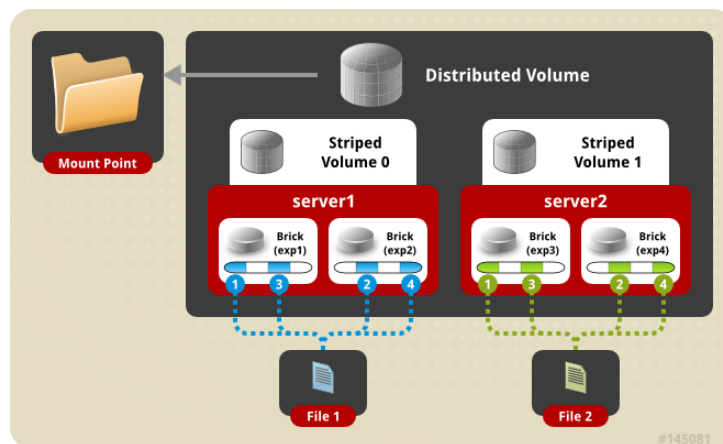 Distributed Volume
Mount Point
Striped
Volume 0
Striped
Volume 1
server1
server2
Brick
(exp1)
Brick
(exp2)
Brick
(exp3)
Brick
(exp4)
1
3
2
4
1
3
2
4
File 1
File 2
#145081